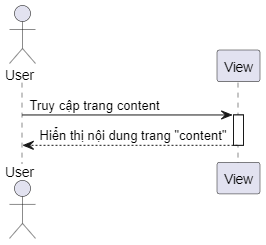 User
View
Truy cập trang content
Hiển thị nội dung trang "content"
User
View